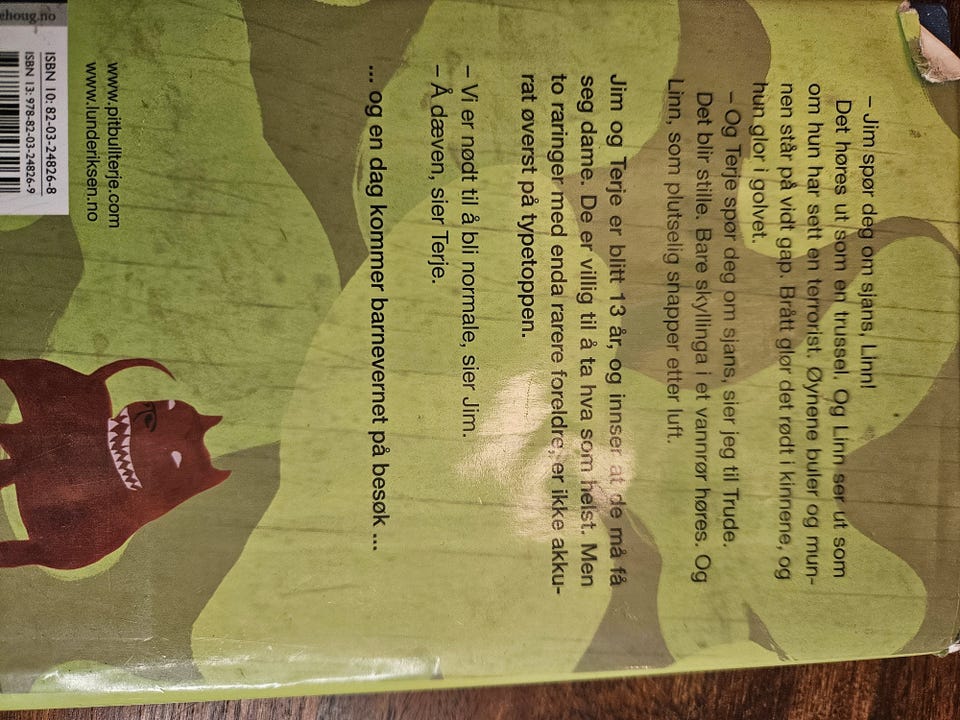 – Jim spør deg om sjans, Linn!
Det høres ut som en trussel. Og Linn ser ut som
om hun har sett en terrorist. Øynene buler og mun-
nen står på vidt gap. Brått glør det rødt i kinnene, og
hun glor i golvet.
– Og Terje spør deg om sjans, sier jeg til Trude.
Det blir stille. Bare skyllinga i et vannrør høres. Og
Linn, som plutselig snapper etter luft.
Jim og Terje er blitt 13 år, og innser at de må få
seg dame. De er villig til å ta hva som helst. Men
to raringer med enda rarere foreldre, er ikke akku-
rat øverst på typetoppen.
– Vi er nødt til å bli normale, sier Jim.
– Å dæven, sier Terje.
... og en dag kommer barnevernet på besøk ...
www.pitbullterje.com
www.lunderiksen.no
ISBN 10: 82-03-24826-8
ISBN 13: 978-82-03-24826-9
ehoug.no